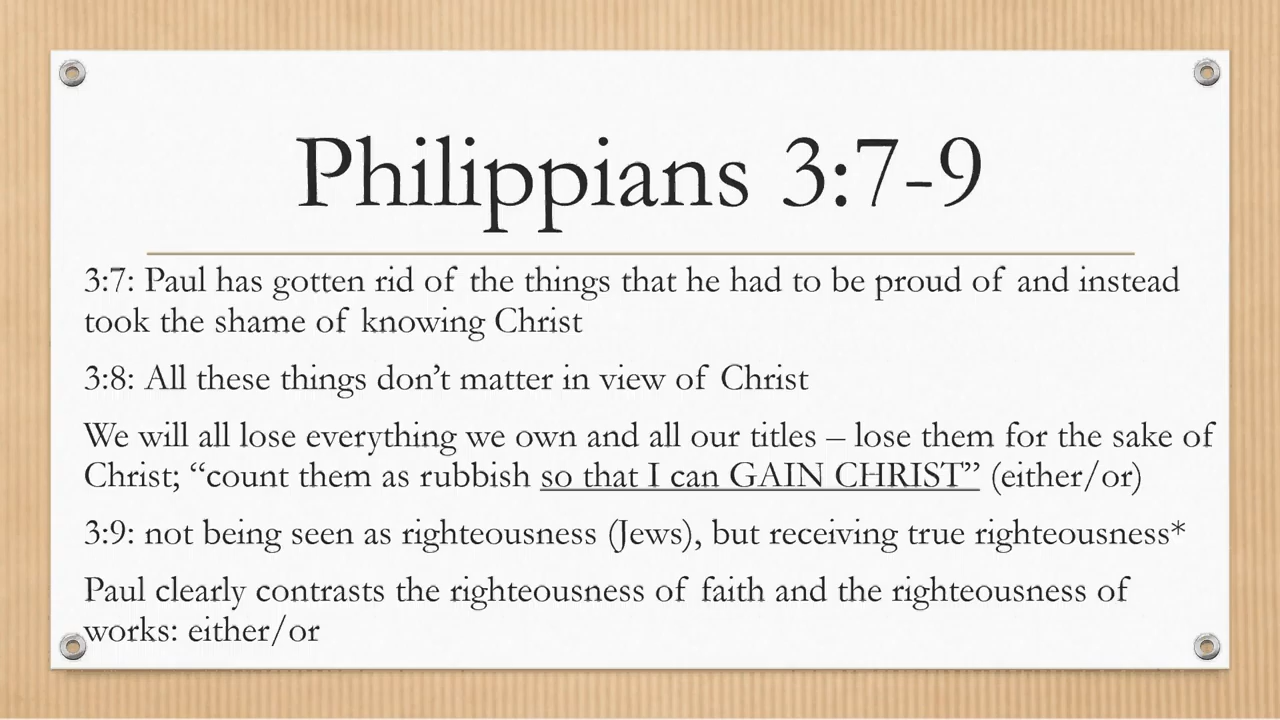 Philippians 3:7-9
3:7: Paul has gotten rid of the things that he had to be proud of and instead
took the shame of knowing Christ
3:8: All these things don’t matter in view of Christ
We will all lose everything we own and all our titles – lose them for the sake of
Christ; “count them as rubbish so that I can GAIN CHRIST” (either/or)
3:9: not being seen as righteousness (Jews), but receiving true righteousness*
Paul clearly contrasts the righteousness of faith and the righteousness of
works: either/or